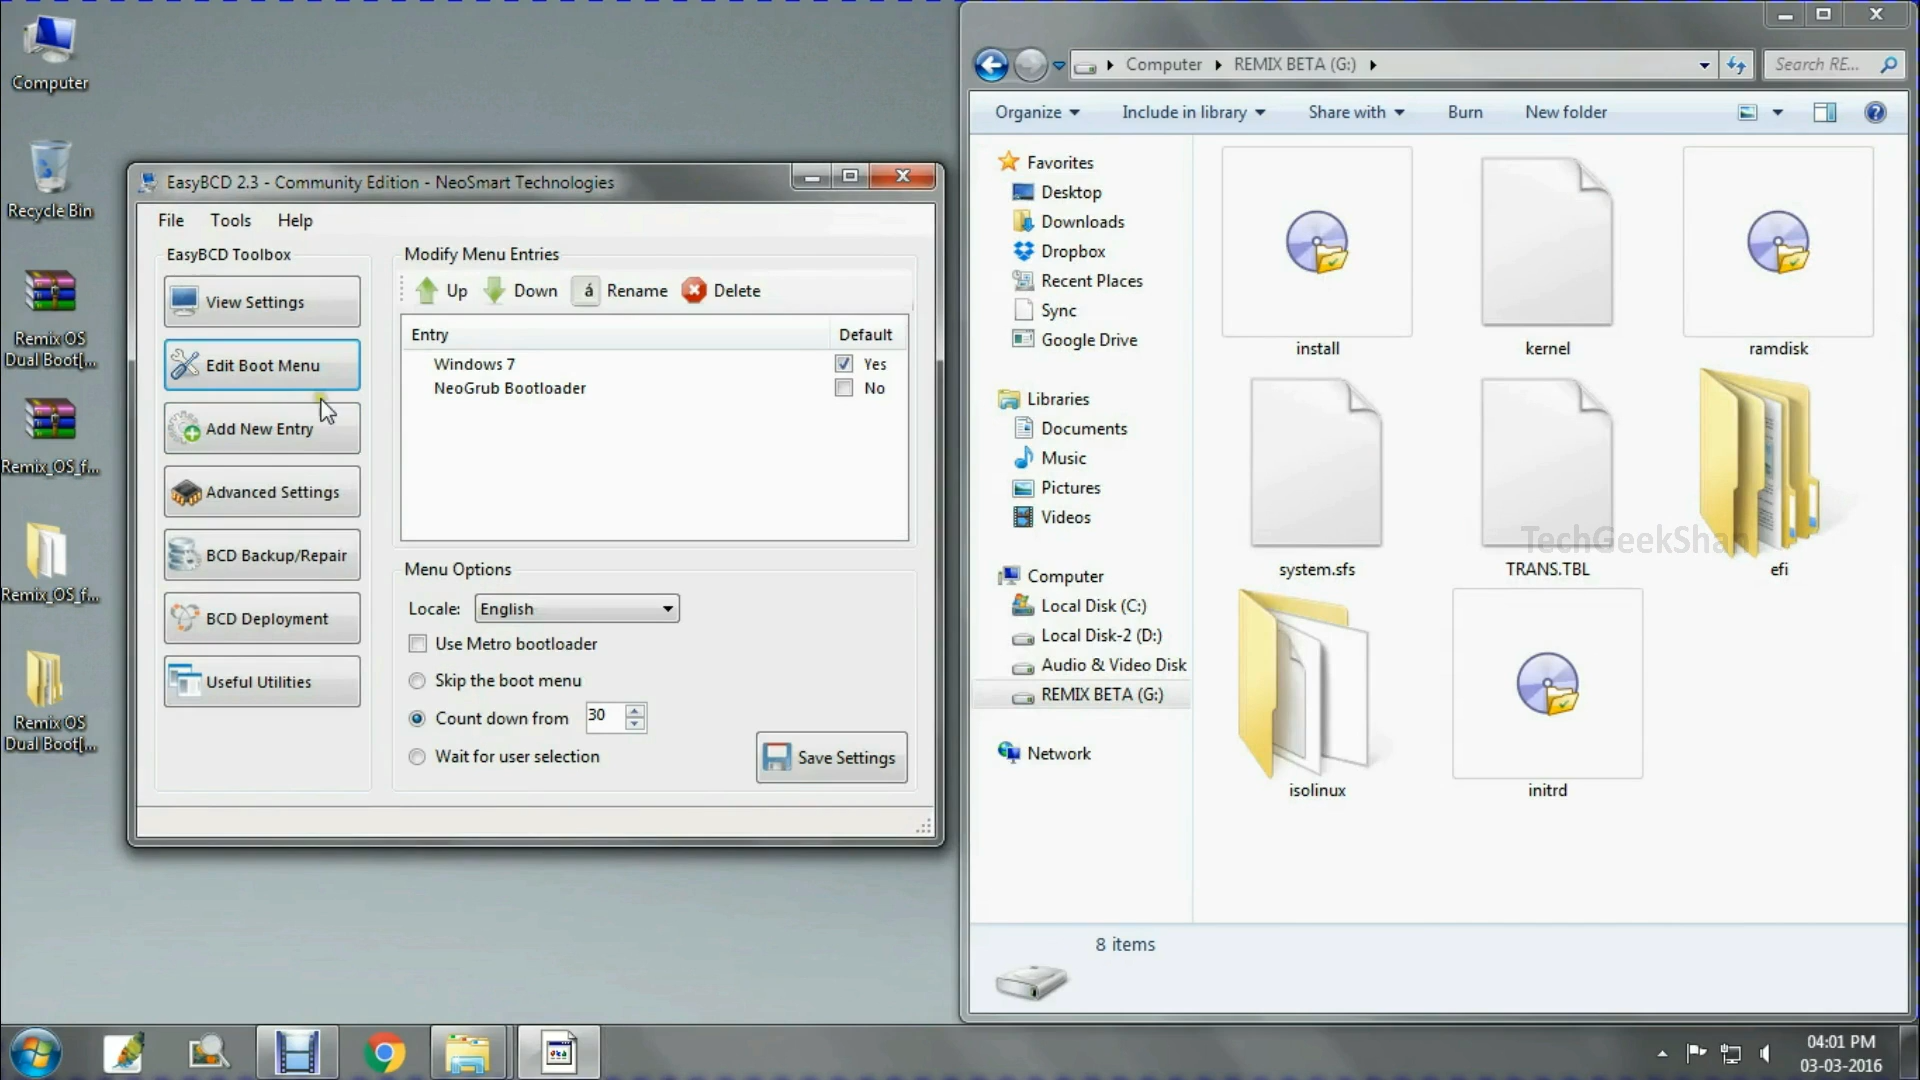 Computer
Recycle Bin
Remix OS
Dual Boot[...
Remix_OS_f...
Remix_OS_f...
Remix OS
Dual Boot[...
EasyBCD 2.3 - Community Edition - NeoSmart Technologies
File Tools Help
EasyBCD Toolbox
View Settings
Edit Boot Menu
Add New Entry
Advanced Settings
BCD Backup/Repair
BCD Deployment
Useful Utilities
Modify Menu Entries
Up Down á Rename Delete
Entry Default
Windows 7 Yes
NeoGrub Bootloader No
Menu Options
Locale: English
Use Metro bootloader
Skip the boot menu
Count down from 30
Wait for user selection
Save Settings
Computer REMIX BETA (G:)
Search RE...
Organize Include in library Share with Burn New folder
Favorites
Desktop
Downloads
Dropbox
Recent Places
Sync
Google Drive
Libraries
Documents
Music
Pictures
Videos
Computer
Local Disk (C:)
Local Disk-2 (D:)
Audio & Video Disk
REMIX BETA (G:)
Network
install kernel ramdisk
system.sfs TRANS.TBL efi
isolinux initrd
TechGeekShan
8 items
04:01 PM
03-03-2016